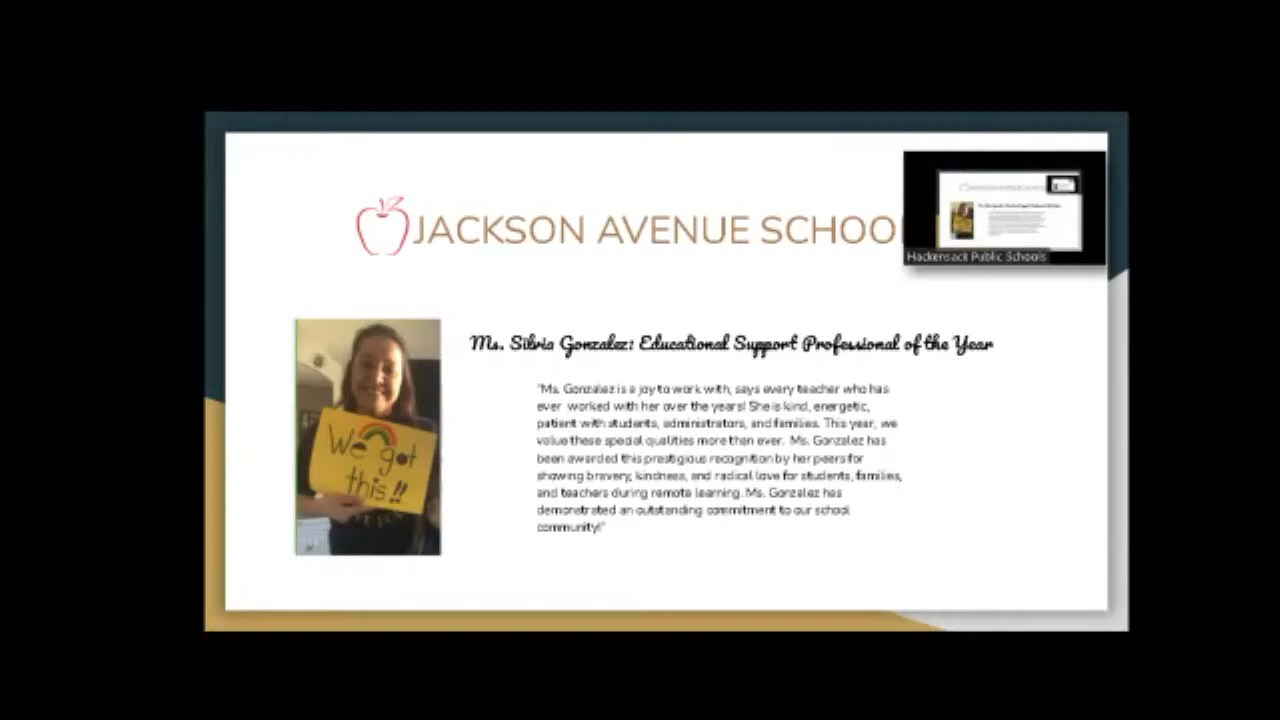 JACKSON AVENUE SCHOO
Hackensack Public Schools
Ms. Silvia Gonzalez: Educational Support Professional of the Year
"Ms. Gonzalez is a joy to work with, says every teacher who has
ever worked with her over the years! She is kind, energetic,
patient with students, administrators, and families. This year, we
value these special qualities more than ever. Ms. Gonzalez has
been awarded this prestigious recognition by her peers for
showing bravery, kindness, and radical love for students, families,
and teachers during remote learning. Ms. Gonzalez has
demonstrated an outstanding commitment to our school
community!"
We got
this!!